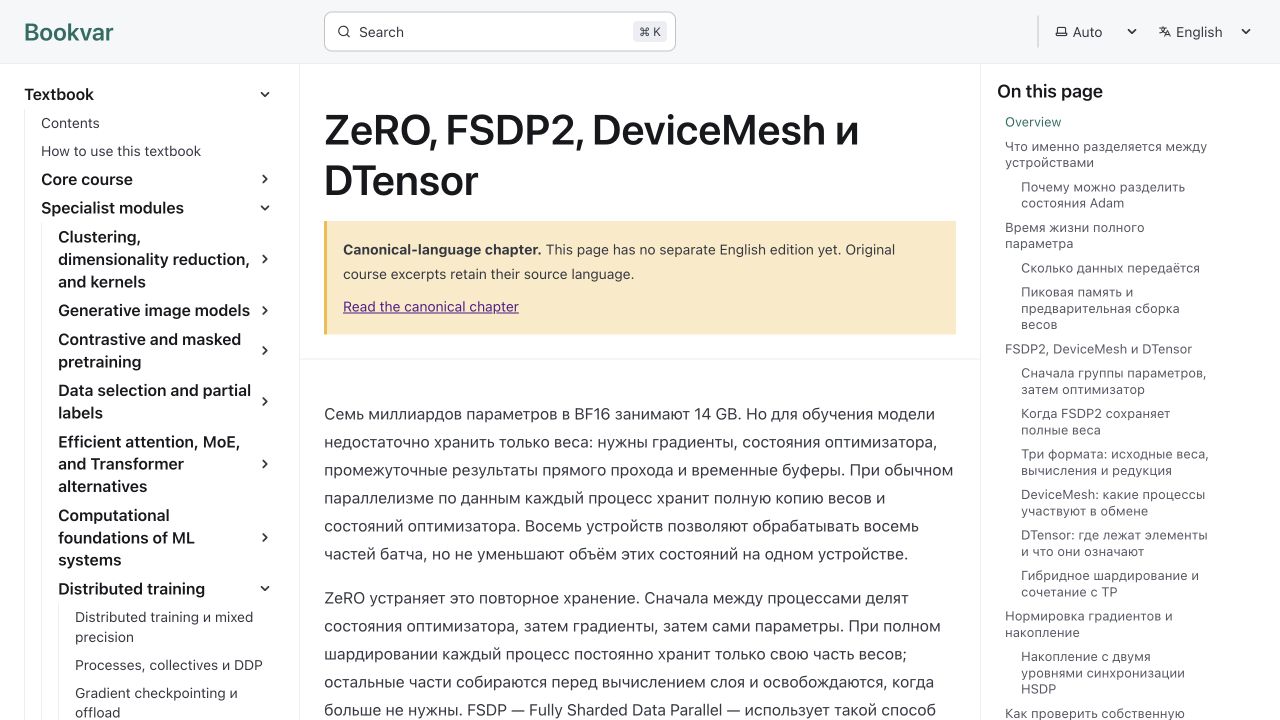 Bookvar
Search
⌘ K
Auto
English
Textbook
Contents
How to use this textbook
Core course
Specialist modules
Clustering,
dimensionality reduction,
and kernels
Generative image models
Contrastive and masked
pretraining
Data selection and partial
labels
Efficient attention, MoE,
and Transformer
alternatives
Computational
foundations of ML
systems
Distributed training
Distributed training и mixed
precision
Processes, collectives и DDP
Gradient checkpointing и
offload
ZeRO, FSDP2, DeviceMesh и
DTensor
Canonical-language chapter. This page has no separate English edition yet. Original
course excerpts retain their source language.
Read the canonical chapter
Семь миллиардов параметров в BF16 занимают 14 GB. Но для обучения модели
недостаточно хранить только веса: нужны градиенты, состояния оптимизатора,
промежуточные результаты прямого прохода и временные буферы. При обычном
параллелизме по данным каждый процесс хранит полную копию весов и
состояний оптимизатора. Восемь устройств позволяют обрабатывать восемь
частей батча, но не уменьшают объём этих состояний на одном устройстве.
ZeRO устраняет это повторное хранение. Сначала между процессами делят
состояния оптимизатора, затем градиенты, затем сами параметры. При полном
шардировании каждый процесс постоянно хранит только свою часть весов;
остальные части собираются перед вычислением слоя и освобождаются, когда
больше не нужны. FSDP — Fully Sharded Data Parallel — использует такой способ
On this page
Overview
Что именно разделяется между
устройствами
Почему можно разделить
состояния Adam
Время жизни полного
параметра
Сколько данных передаётся
Пиковая память и
предварительная сборка
весов
FSDP2, DeviceMesh и DTensor
Сначала группы параметров,
затем оптимизатор
Когда FSDP2 сохраняет
полные веса
Три формата: исходные веса,
вычисления и редукция
DeviceMesh: какие процессы
участвуют в обмене
DTensor: где лежат элементы
и что они означают
Гибридное шардирование и
сочетание с TP
Нормировка градиентов и
накопление
Накопление с двумя
уровнями синхронизации
HSDP
Как проверить собственную